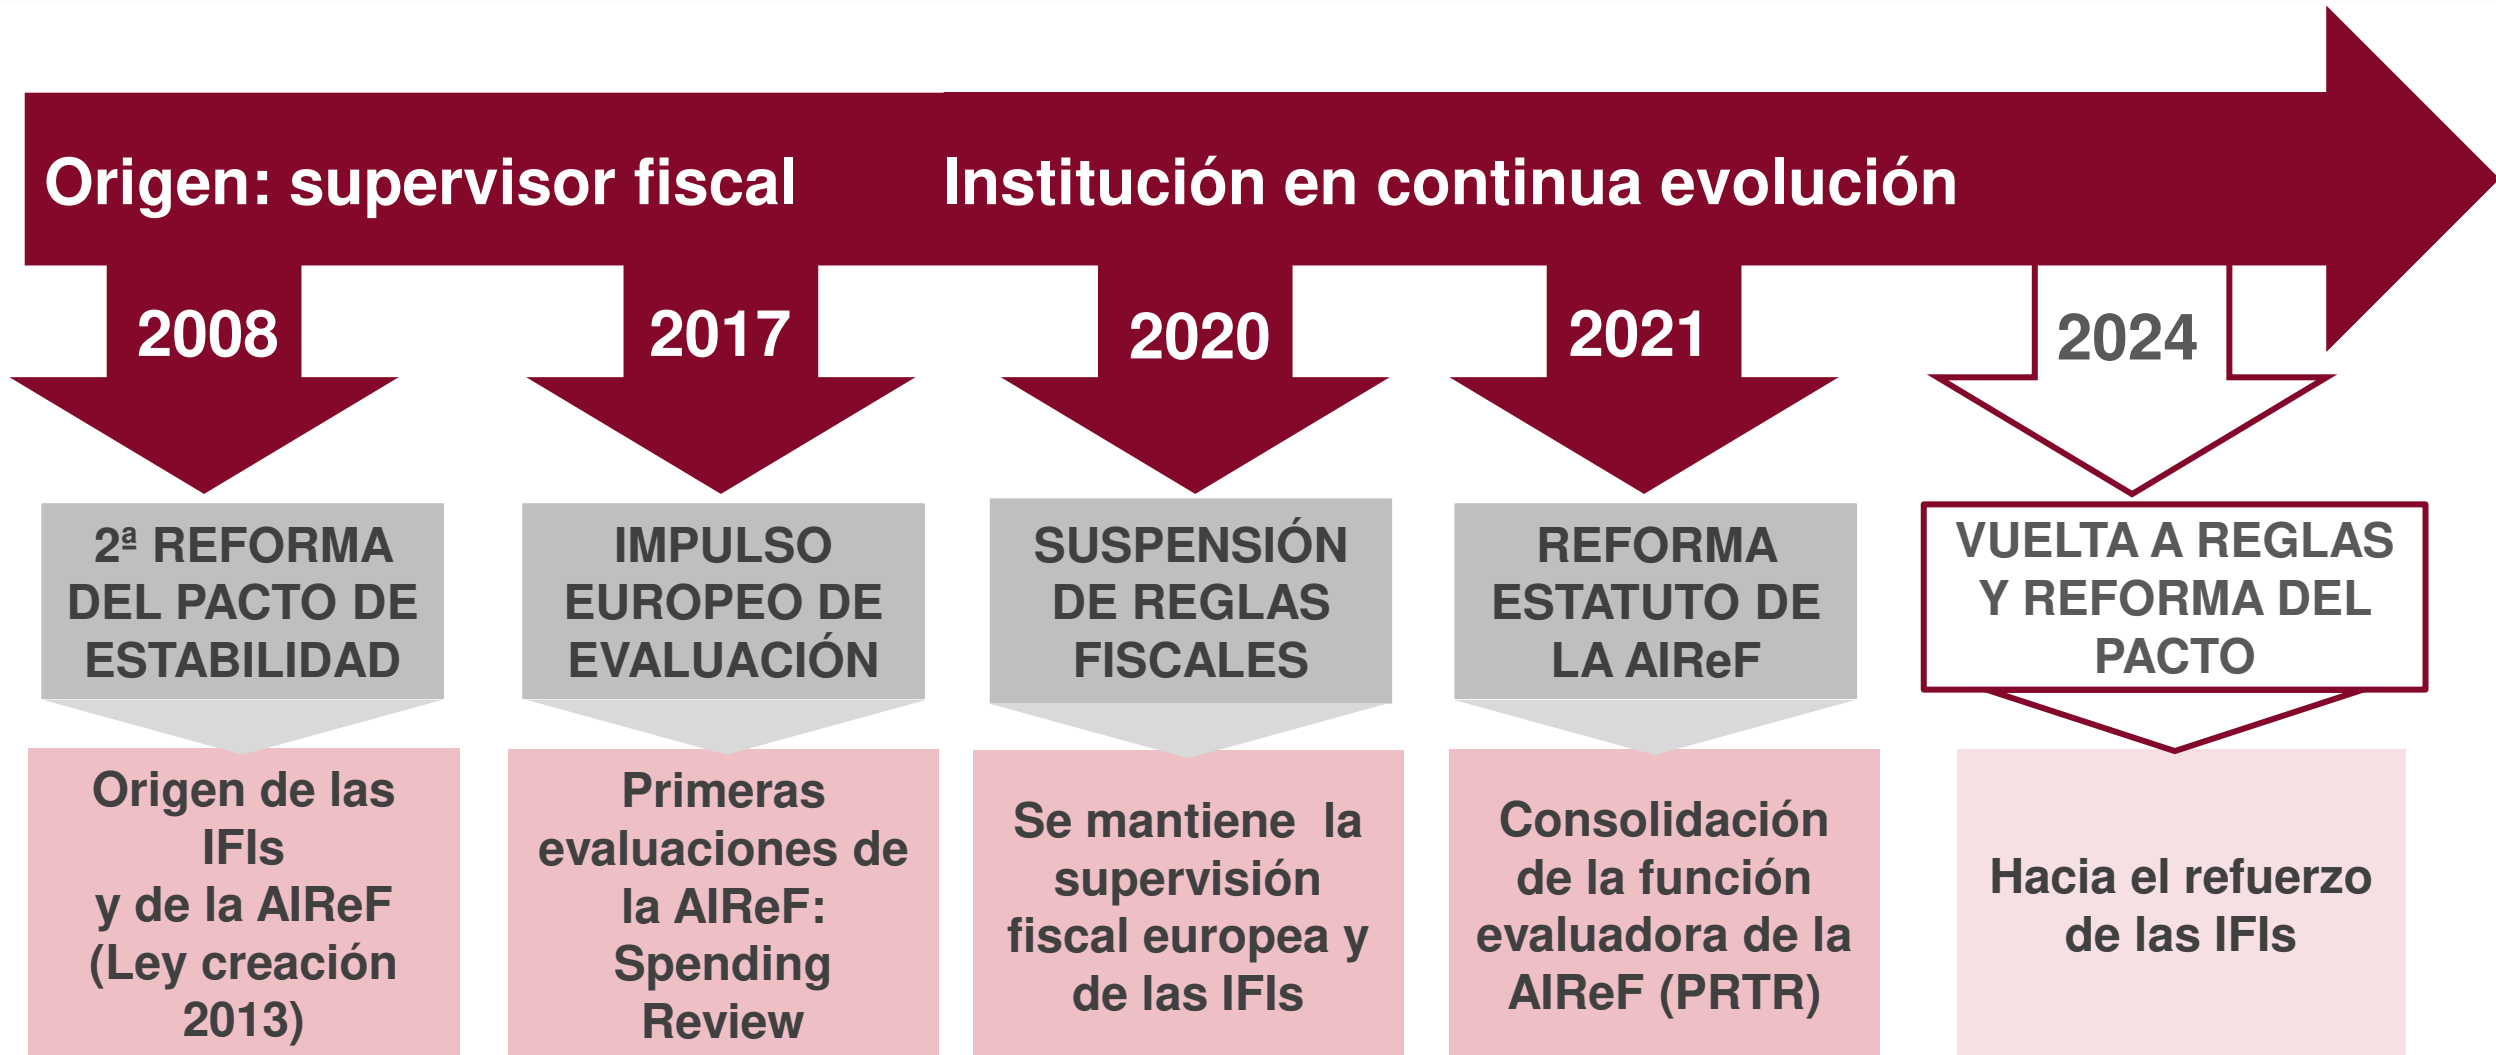 Origen: supervisor fiscal
Institución en continua evolución
2008
2017
2020
2021
2024
2ª REFORMA
DEL PACTO DE
ESTABILIDAD
IMPULSO
EUROPEO DE
EVALUACIÓN
SUSPENSIÓN
DE REGLAS
FISCALES
REFORMA
ESTATUTO DE
LA AIReF
VUELTA A REGLAS
Y REFORMA DEL
PACTO
Origen de las
IFIs
y de la AIReF
(Ley creación
2013)
Primeras
evaluaciones de
la AIReF:
Spending
Review
Se mantiene la
supervisión
fiscal europea y
de las IFIs
Consolidación
de la función
evaluadora de la
AIReF (PRTR)
Hacia el refuerzo
de las IFIs